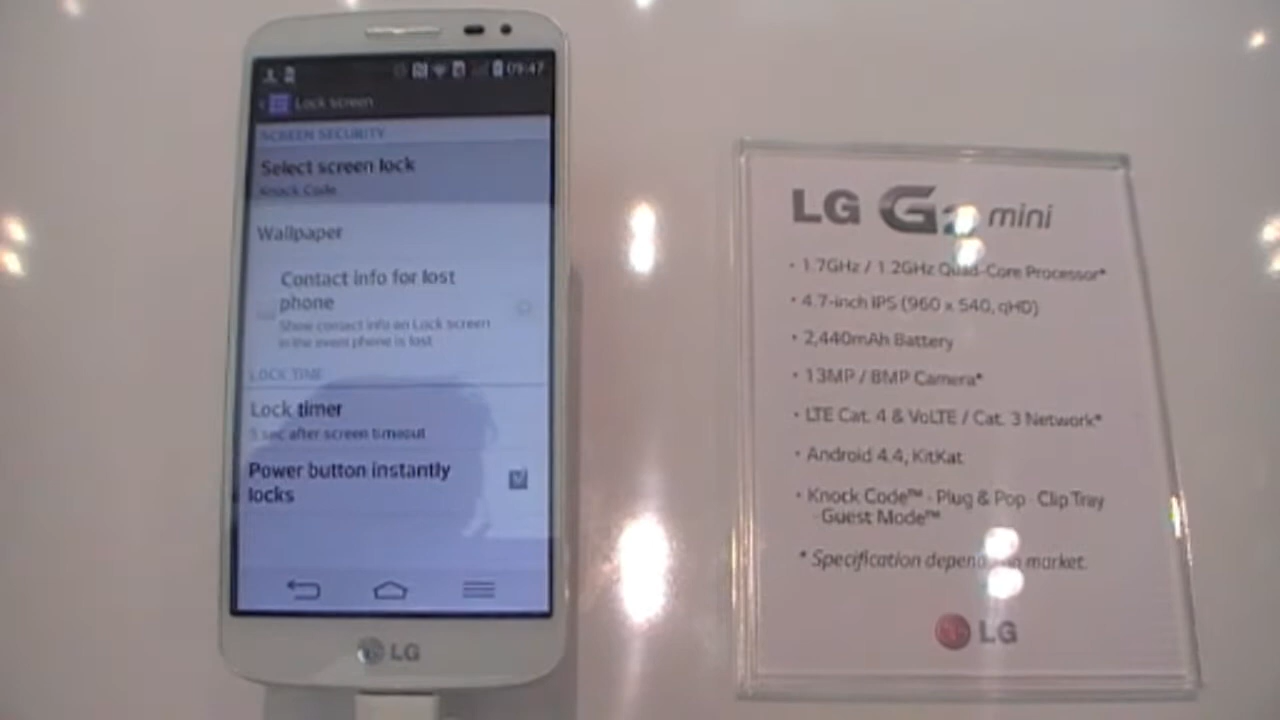 09:47
Lock screen
SCREEN SECURITY
Select screen lock
Knock Code
Wallpaper
Contact info for lost
phone
Show contact info on Lock screen
in the event phone is lost
LOCK TIME
Lock timer
5 sec after screen timeout
Power button instantly
locks
LG
LG G2 mini
• 1.7GHz / 1.2GHz Quad-Core Processor*
• 4.7-inch IPS (960 x 540, qHD)
• 2,440mAh Battery
• 13MP / 8MP Camera*
• LTE Cat. 4 & VoLTE / Cat. 3 Network*
• Android 4.4, KitKat
• Knock Code™ · Plug & Pop · Clip Tray
· Guest Mode™
* Specification depends on market.
LG